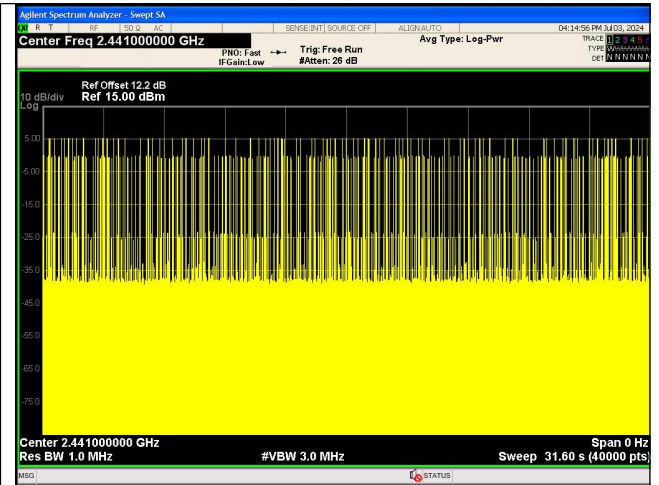 Agilent Spectrum Analyzer - Swept SA
R T RF 50 Ω AC SENSE:INT SOURCE OFF ALIGN AUTO 04:14:56 PM Jul 03, 2024
Center Freq 2.441000000 GHz Avg Type: Log-Pwr TRACE 1 2 3 4 5
PNO: Fast Trig: Free Run TYPE
IFGain:Low #Atten: 26 dB DET N N N N N
Ref Offset 12.2 dB
10 dB/div Ref 15.00 dBm
Log
5.00
-5.00
-15.0
-25.0
-35.0
-45.0
-55.0
-65.0
-75.0
Center 2.441000000 GHz Span 0 Hz
Res BW 1.0 MHz #VBW 3.0 MHz Sweep 31.60 s (40000 pts)
MSG STATUS